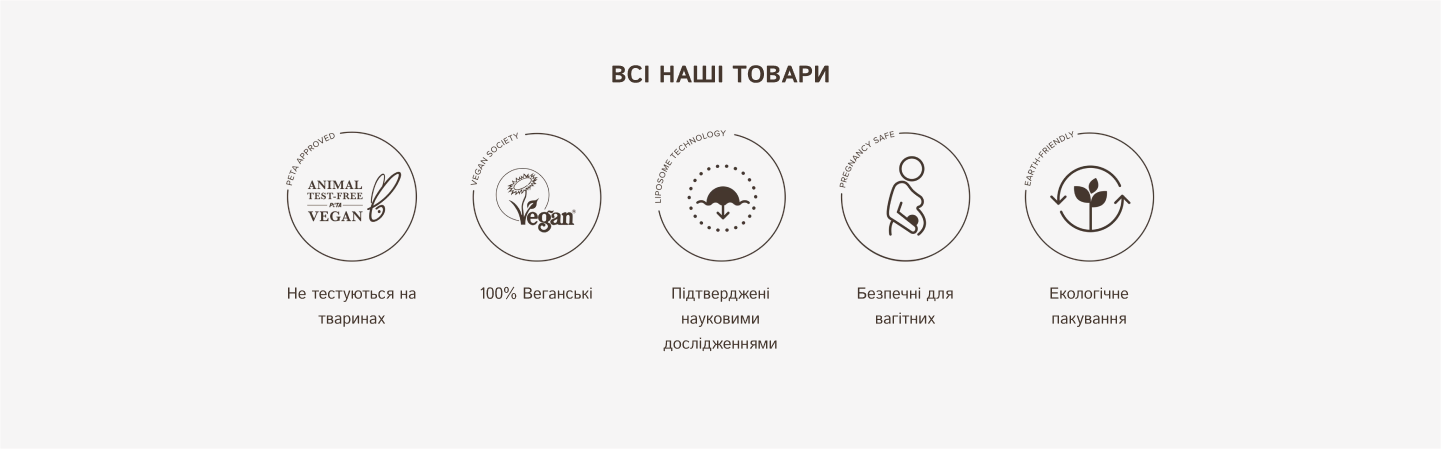 ВСІ НАШІ ТОВАРИ
PETA APPROVED
ANIMAL
TEST-FREE
PETA
VEGAN
VEGAN SOCIETY
Vegan®
LIPOSOME TECHNOLOGY
PREGNANCY SAFE
EARTH-FRIENDLY
Не тестуються на
тваринах
100% Веганські
Підтверджені
науковими
дослідженнями
Безпечні для
вагітних
Екологічне
пакування